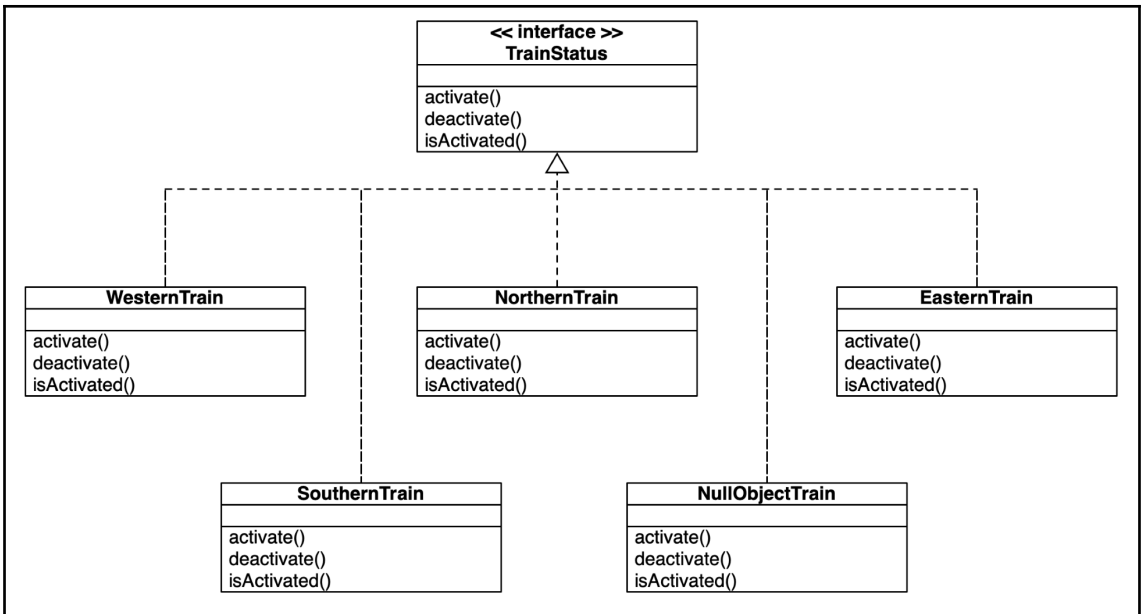 << interface >>
TrainStatus
activate()
deactivate()
isActivated()
WesternTrain
activate()
deactivate()
isActivated()
NorthernTrain
activate()
deactivate()
isActivated()
EasternTrain
activate()
deactivate()
isActivated()
SouthernTrain
activate()
deactivate()
isActivated()
NullObjectTrain
activate()
deactivate()
isActivated()